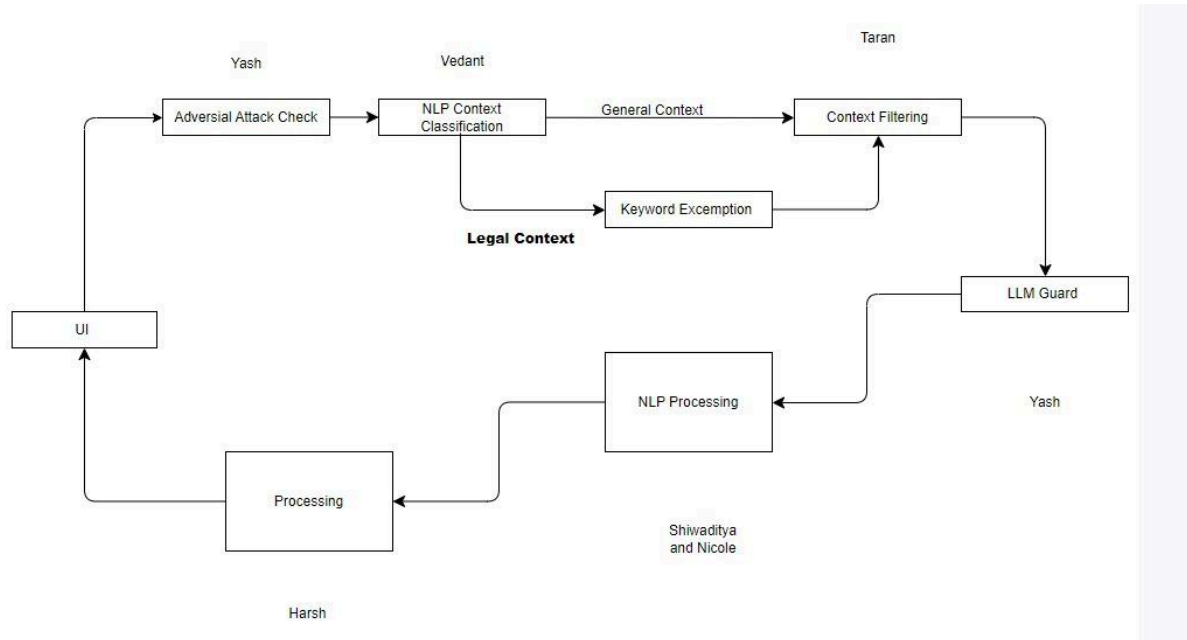 Taran
Yash
Vedant
Adversial Attack Check
NLP Context
Classification
General Context
Context Filtering
Keyword Excemption
Legal Context
LLM Guard
UI
NLP Processing
Yash
Processing
Shiwaditya
and Nicole
Harsh